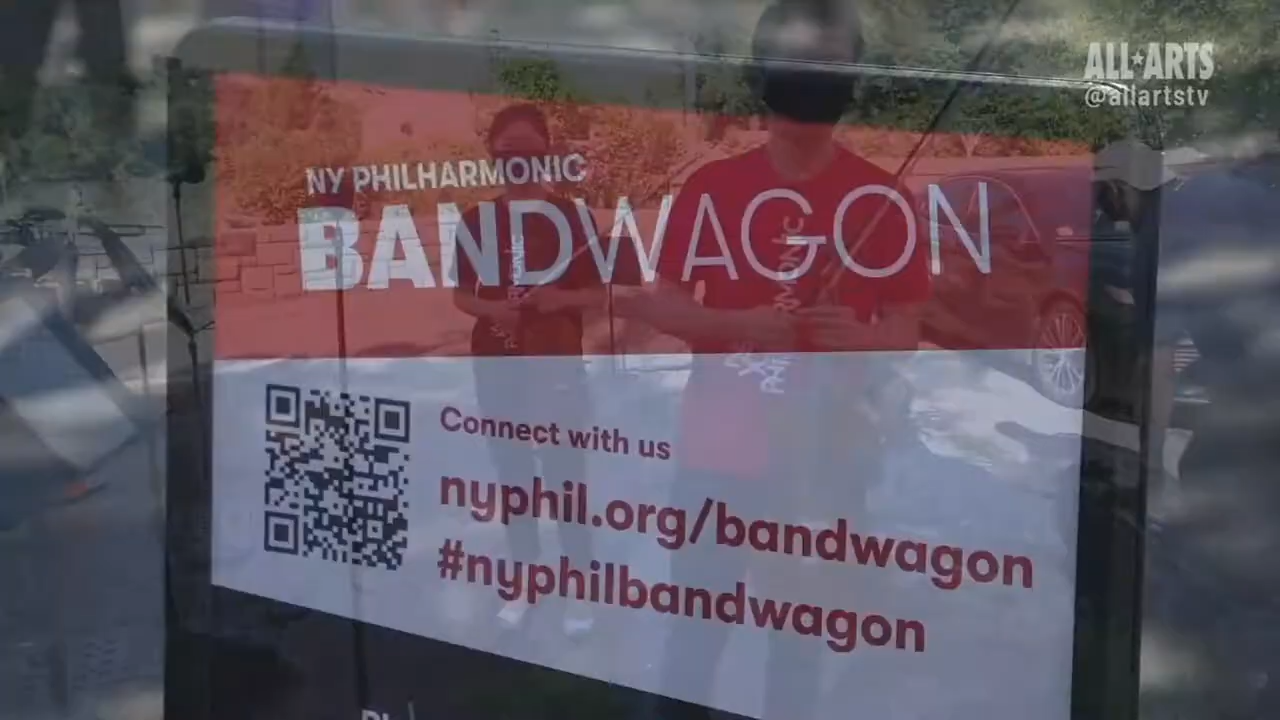 ALL★ARTS
@allartstv
NY PHILHARMONIC
BANDWAGON
Connect with us
nyphil.org/bandwagon
#nyphilbandwagon